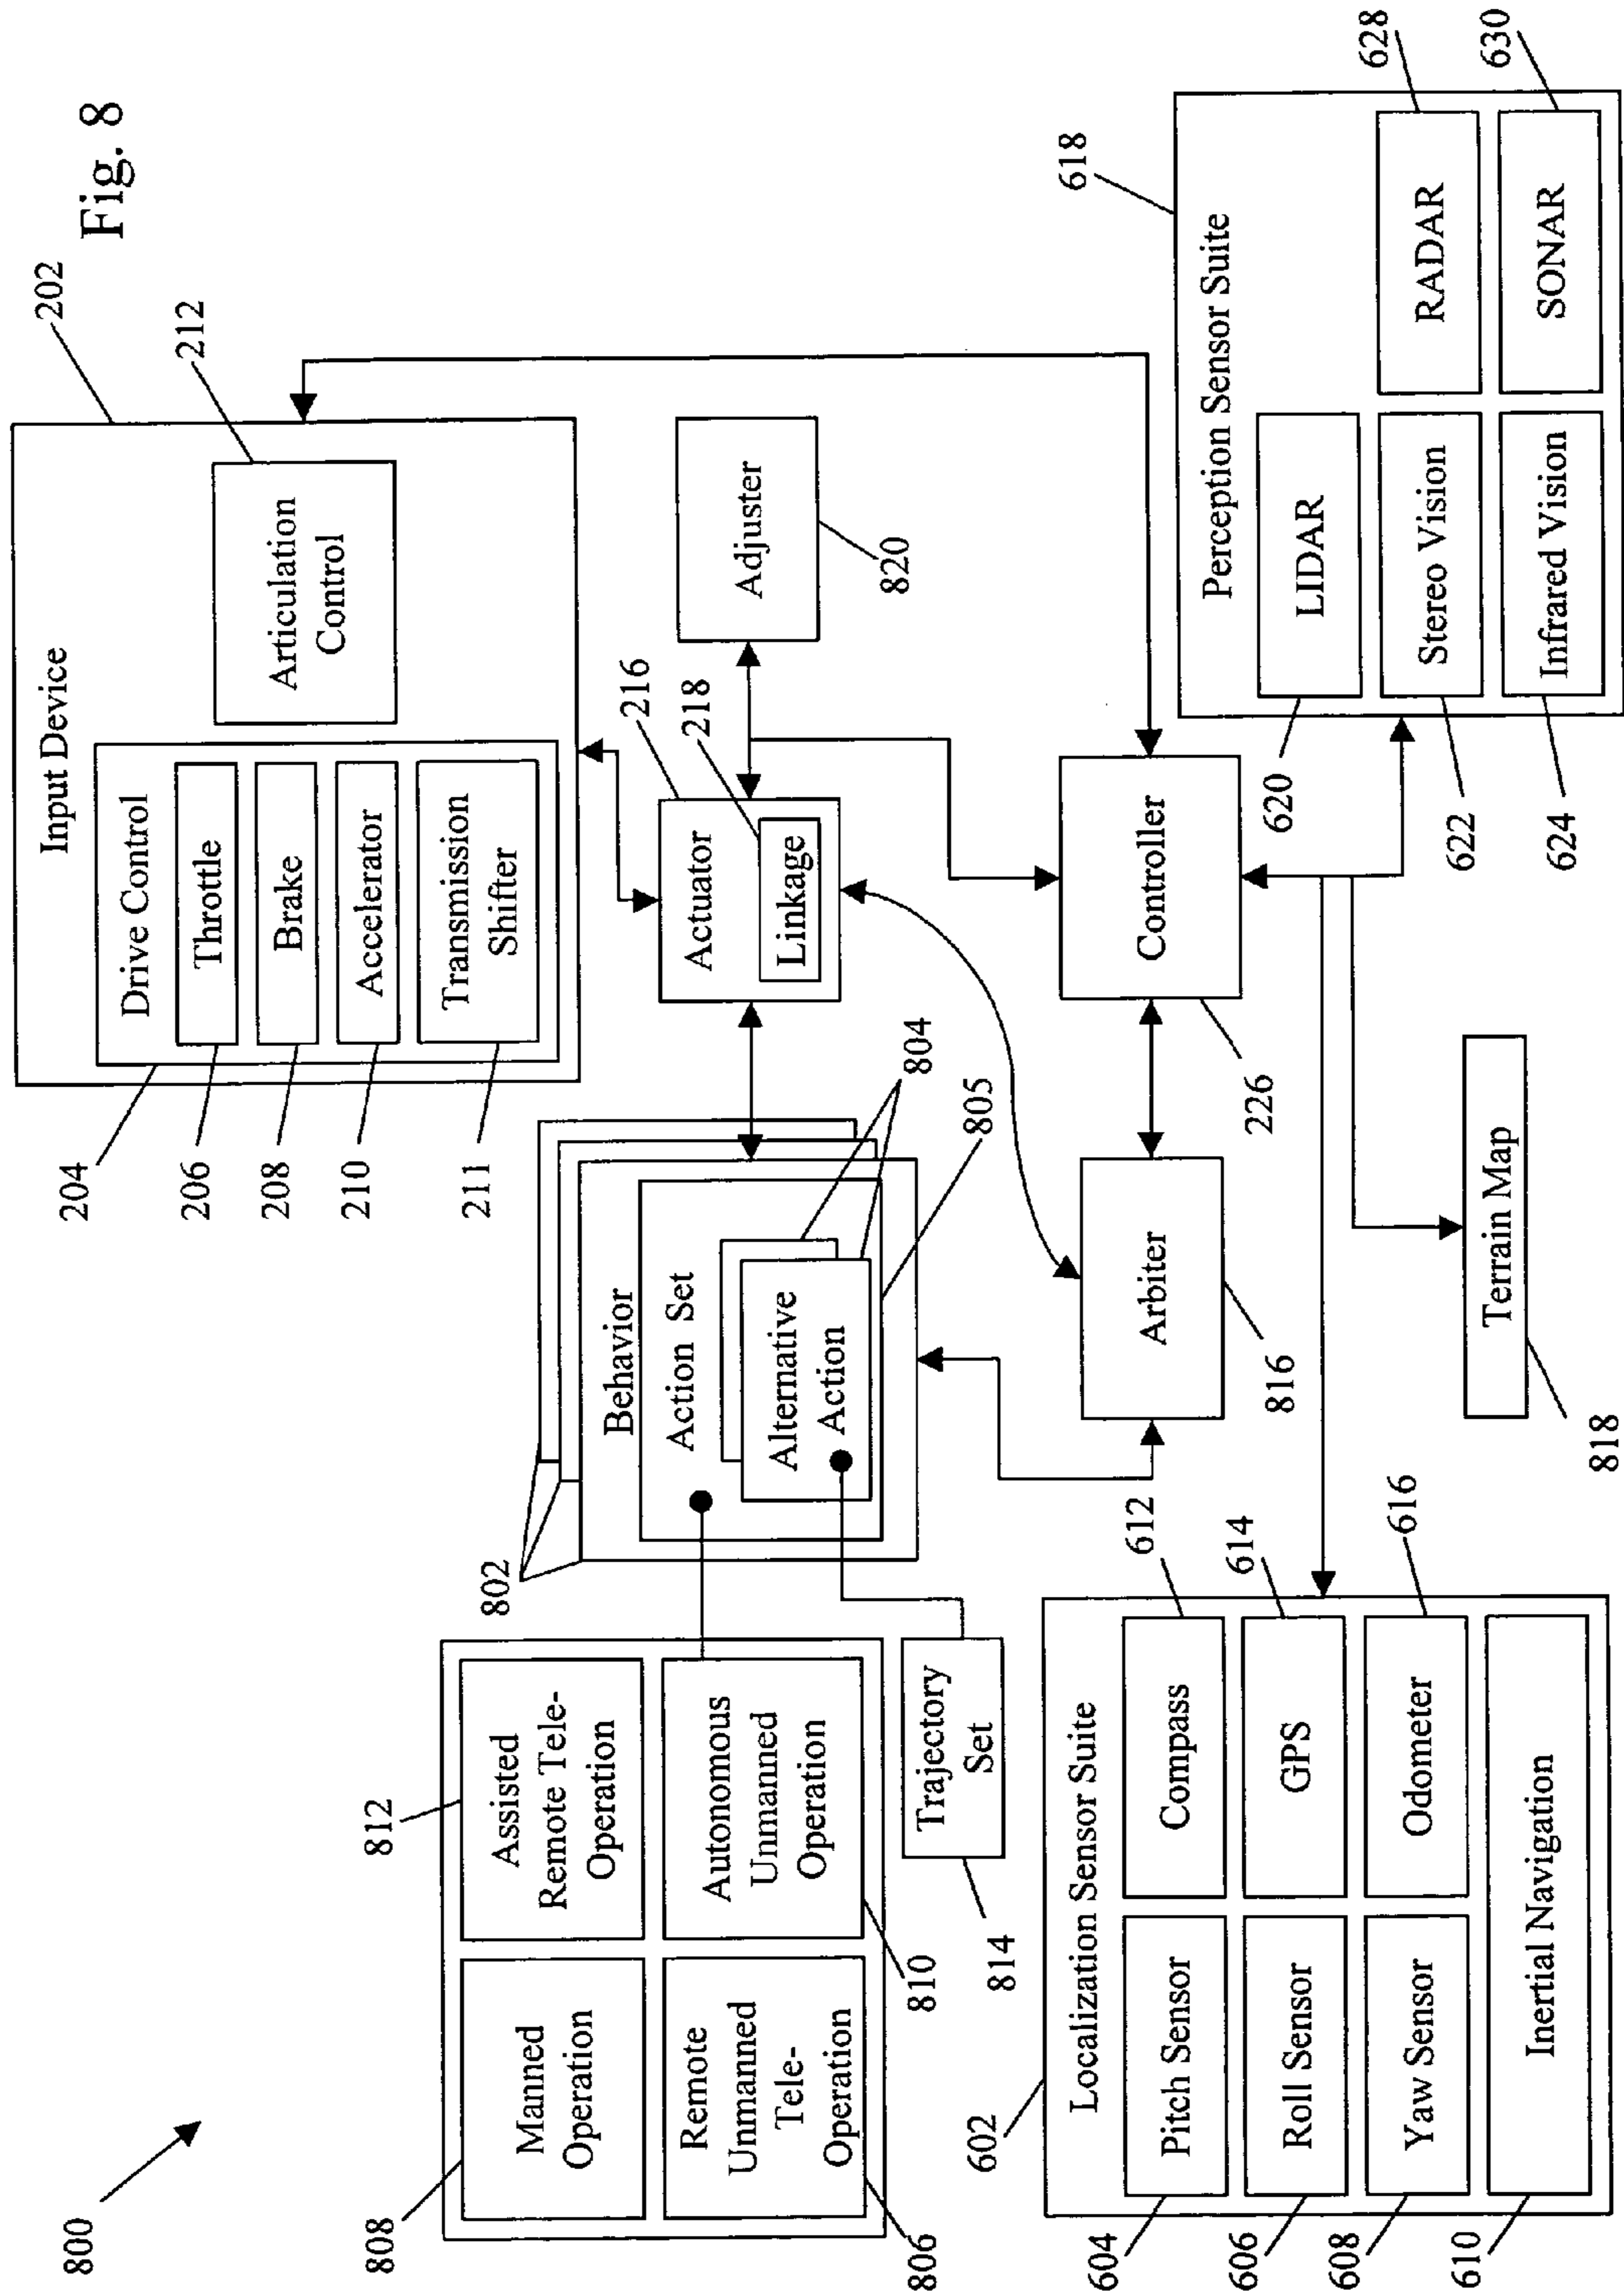 Fig. 8
800
202
Input Device
Drive Control
Throttle
Brake
Accelerator
Transmission
Shifter
Articulation
Control
204
206
208
210
211
212
808
812
Manned
Operation
Assisted
Remote Tele-
Operation
Remote
Unmanned
Tele-
Operation
Autonomous
Unmanned
Operation
806
810
Trajectory
Set
814
802
Behavior
Action Set
Alternative
Action
804
805
Actuator
Linkage
216
218
Adjuster
820
Arbiter
816
Controller
226
Localization Sensor Suite
602
Pitch Sensor
Compass
Roll Sensor
GPS
Yaw Sensor
Odometer
Inertial Navigation
604
606
608
610
612
614
616
Terrain Map
818
Perception Sensor Suite
618
LIDAR
Stereo Vision
RADAR
Infrared Vision
SONAR
620
622
624
628
630